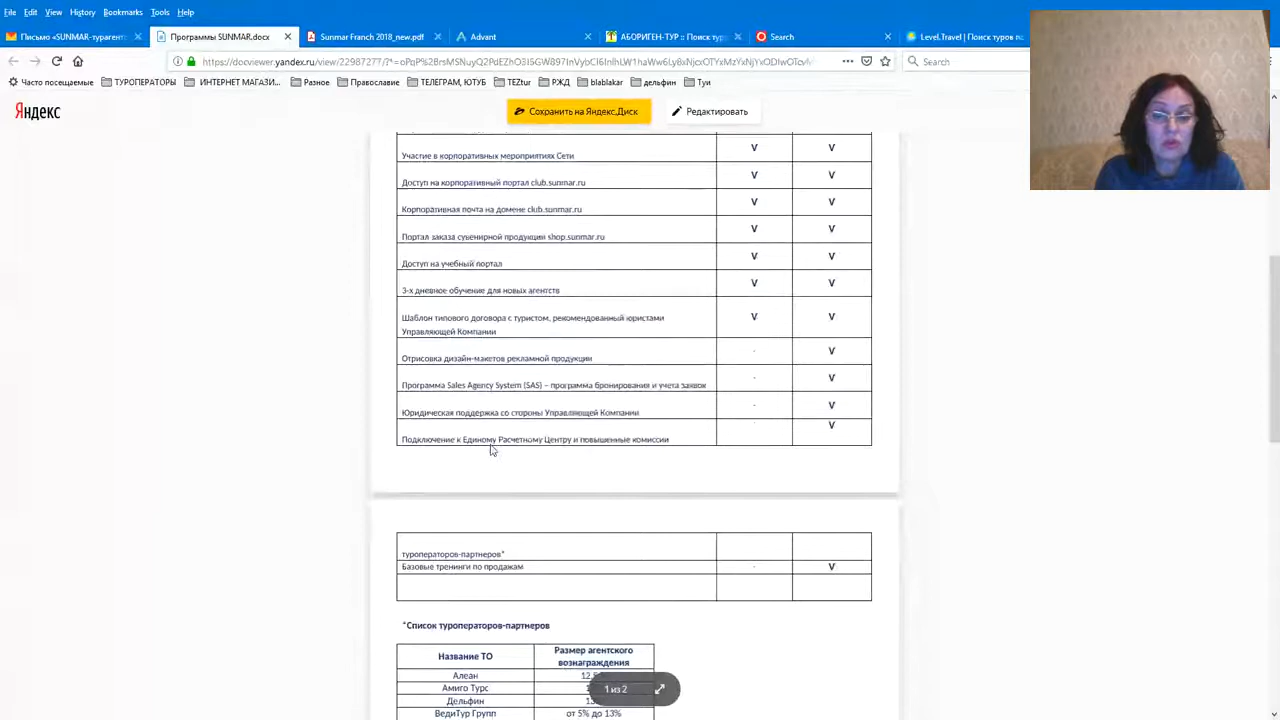 File Edit View History Bookmarks Tools Help
Письмо «SUNMAR-турагент
Программы SUNMAR.docx
Sunmar Franch 2018_new.pdf
Advant
АБОРИГЕН-ТУР :: Поиск тур
Search
Level.Travel | Поиск туров по
Search
Часто посещаемые ТУРОПЕРАТОРЫ ИНТЕРНЕТ МАГАЗИ... Разное Православие ТЕЛЕГРАМ, ЮТУБ TEZtur РЖД blablakar дельфин Туи
Яндекс
Сохранить на Яндекс.Диск
Редактировать
Участие в корпоративных мероприятиях Сети V V
Доступ на корпоративный портал club.sunmar.ru V V
Корпоративная почта на домене club.sunmar.ru V V
Портал заказа сувенирной продукции shop.sunmar.ru V V
Доступ на учебный портал V V
3-х дневное обучение для новых агентств V V
Шаблон типового договора с туристом, рекомендованный юристами V V
Управляющей Компании
Отрисовка дизайн-макетов рекламной продукции - V
Программа Sales Agency System (SAS) – программа бронирования и учета заявок - V
Юридическая поддержка со стороны Управляющей Компании - V
Подключение к Единому Расчетному Центру и повышенные комиссии V
туроператоров-партнеров*
Базовые тренинги по продажам - V
*Список туроператоров-партнеров
Название ТО Размер агентского
вознаграждения
Алеан
Амиго Турс
Дельфин
1 из 2
ВедиТур Групп от 5% до 13%